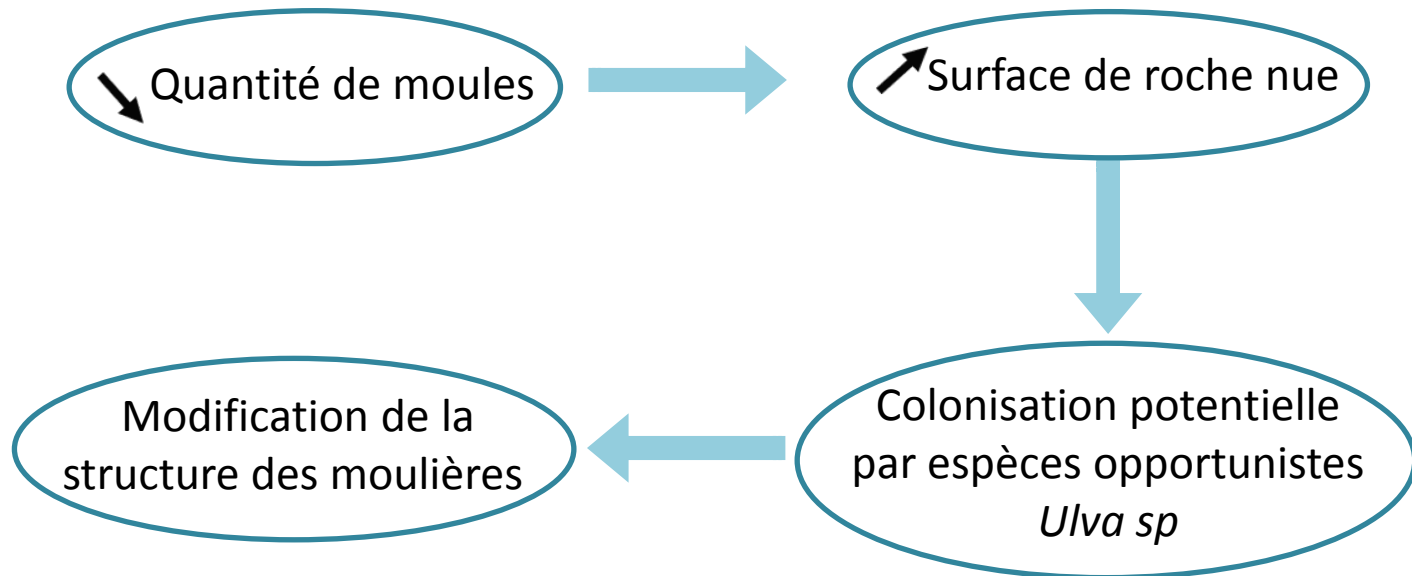 Quantité de moules
Surface de roche nue
Colonisation potentielle
par espèces opportunistes
Ulva sp
Modification de la
structure des moulières